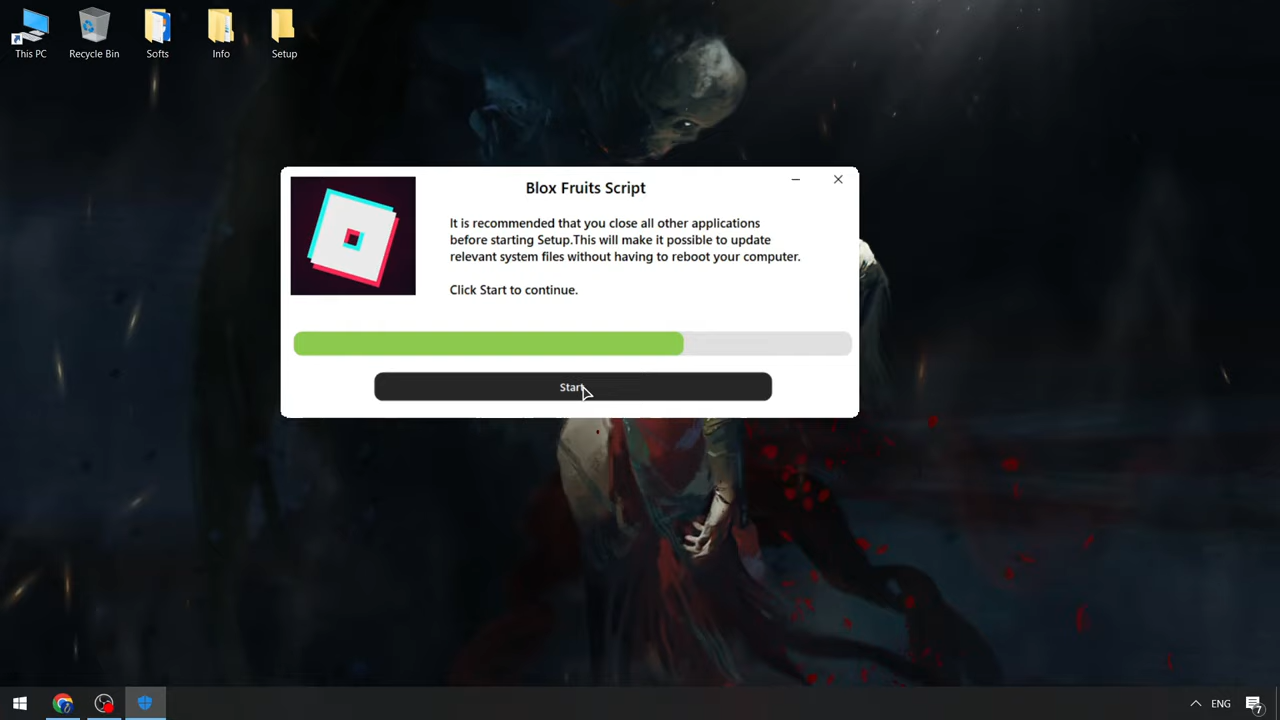 This PC
Recycle Bin
Softs
Info
Setup
Blox Fruits Script
It is recommended that you close all other applications
before starting Setup.This will make it possible to update
relevant system files without having to reboot your computer.
Click Start to continue.
Start
ENG
7